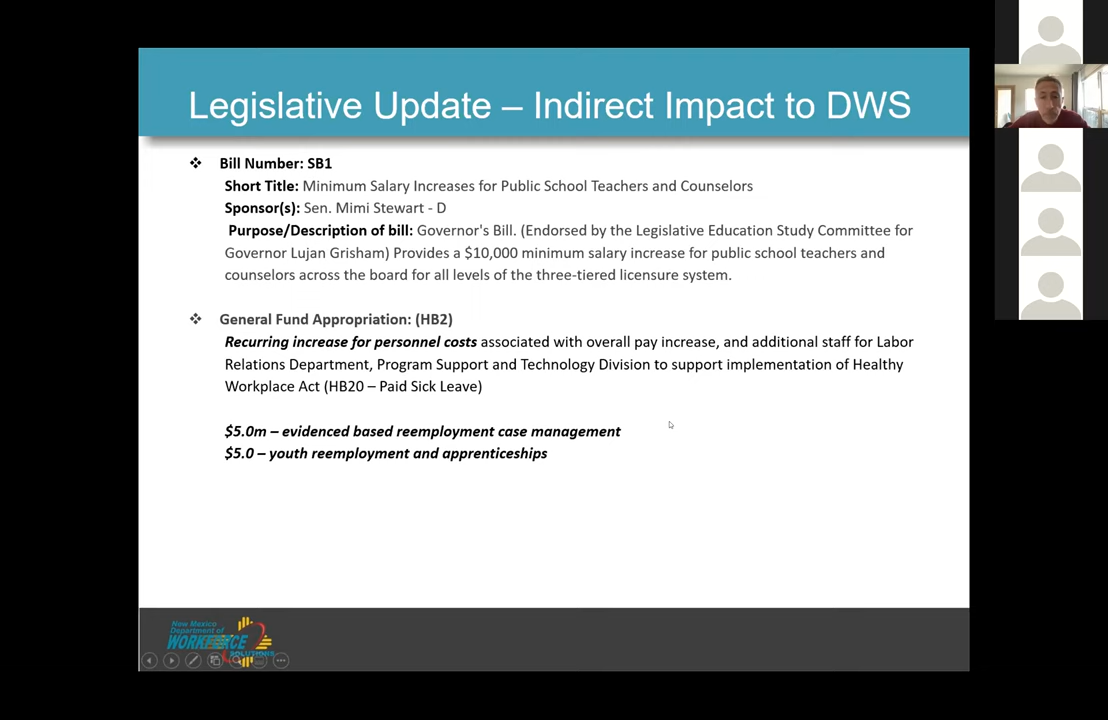 Legislative Update – Indirect Impact to DWS
❖ Bill Number: SB1
Short Title: Minimum Salary Increases for Public School Teachers and Counselors
Sponsor(s): Sen. Mimi Stewart - D
Purpose/Description of bill: Governor's Bill. (Endorsed by the Legislative Education Study Committee for
Governor Lujan Grisham) Provides a $10,000 minimum salary increase for public school teachers and
counselors across the board for all levels of the three-tiered licensure system.
❖ General Fund Appropriation: (HB2)
Recurring increase for personnel costs associated with overall pay increase, and additional staff for Labor
Relations Department, Program Support and Technology Division to support implementation of Healthy
Workplace Act (HB20 – Paid Sick Leave)
$5.0m – evidenced based reemployment case management
$5.0 – youth reemployment and apprenticeships
New Mexico
Department of
WORKFORCE
SOLUTIONS